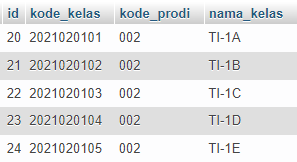 id kode_kelas kode_prodi nama_kelas
20 2021020101 002 TI-1A
21 2021020102 002 TI-1B
22 2021020103 002 TI-1C
23 2021020104 002 TI-1D
24 2021020105 002 TI-1E